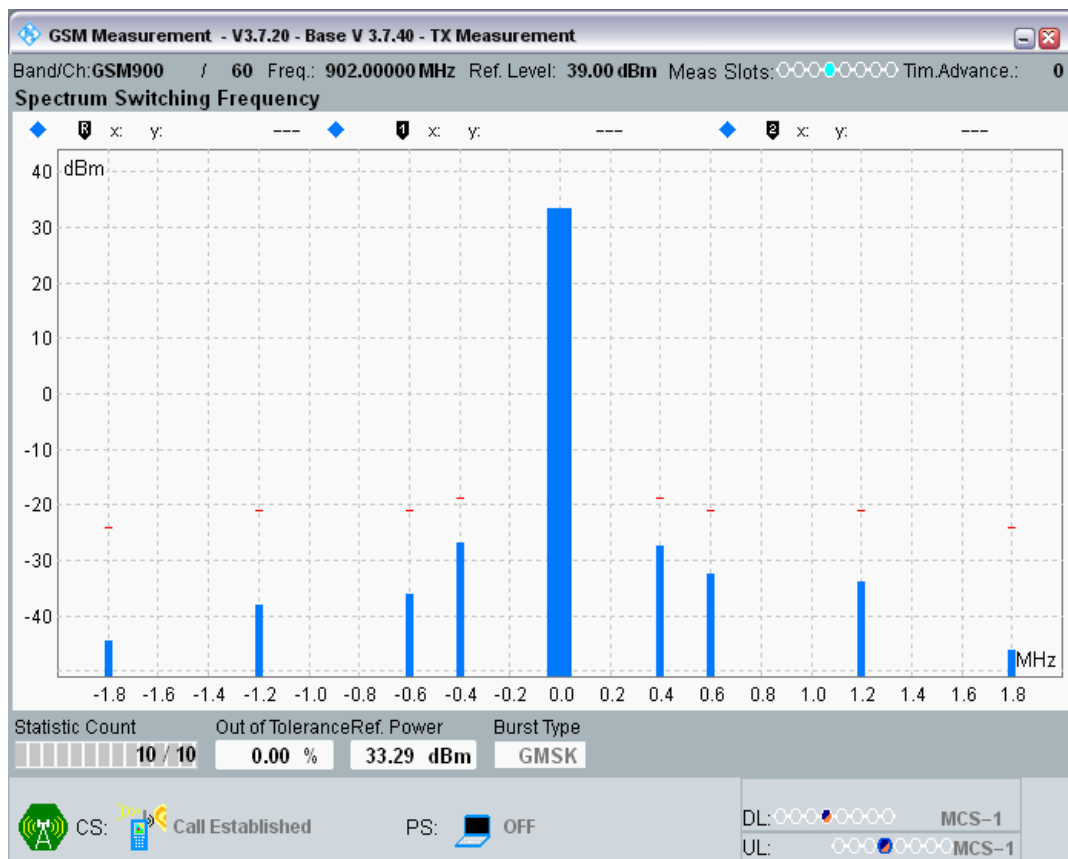 GSM Measurement - V3.7.20 - Base V 3.7.40 - TX Measurement
Band/Ch:GSM900 / 60 Freq.: 902.00000 MHz Ref. Level: 39.00 dBm Meas Slots: Tim.Advance.: 0
Spectrum Switching Frequency
R x: y: --- 1 x: y: --- 2 x: y: ---
dBm
40
30
20
10
0
-10
-20
-30
-40
MHz
-1.8 -1.6 -1.4 -1.2 -1.0 -0.8 -0.6 -0.4 -0.2 0.0 0.2 0.4 0.6 0.8 1.0 1.2 1.4 1.6 1.8
Statistic Count Out of Tolerance Ref. Power Burst Type
10 / 10 0.00 % 33.29 dBm GMSK
CS: Call Established PS: OFF
DL: MCS-1
UL: MCS-1